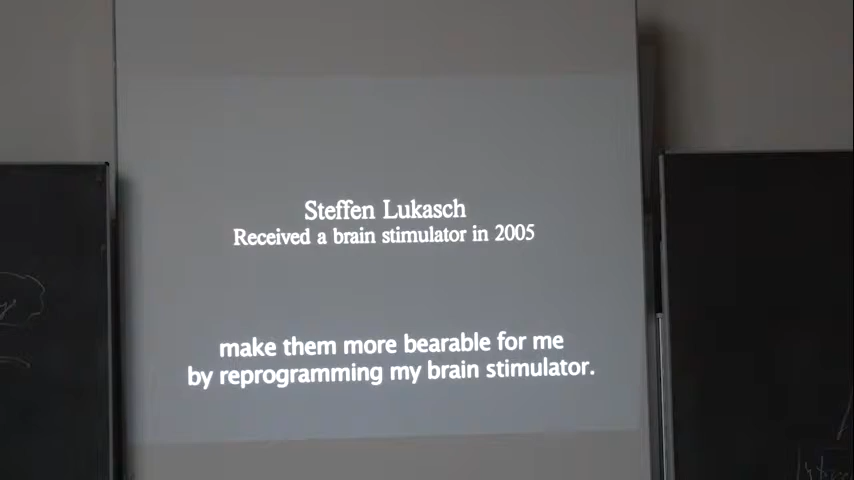 Steffen Lukasch
Received a brain stimulator in 2005
make them more bearable for me
by reprogramming my brain stimulator.